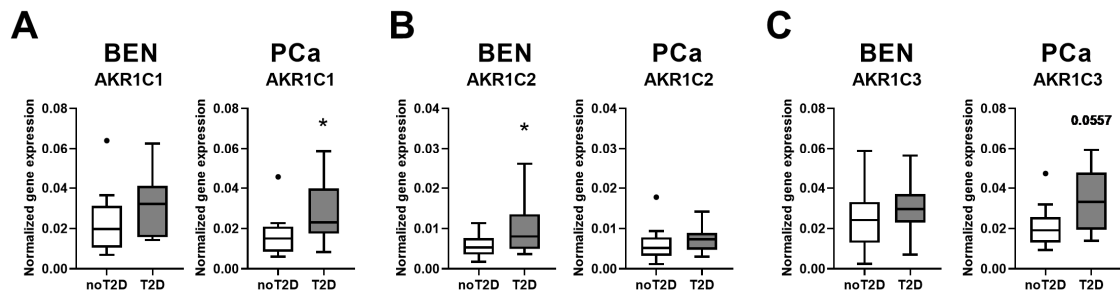 A
BEN
AKR1C1
Normalized gene expression
0.08
0.06
0.04
0.02
0.00
noT2D T2D
PCa
AKR1C1
Normalized gene expression
0.08
0.06
0.04
0.02
0.00
*
noT2D T2D
B
BEN
AKR1C2
Normalized gene expression
0.04
0.03
0.02
0.01
0.00
*
noT2D T2D
PCa
AKR1C2
Normalized gene expression
0.04
0.03
0.02
0.01
0.00
noT2D T2D
C
BEN
AKR1C3
Normalized gene expression
0.08
0.06
0.04
0.02
0.00
noT2D T2D
PCa
AKR1C3
Normalized gene expression
0.08
0.06
0.04
0.02
0.00
0.0557
noT2D T2D